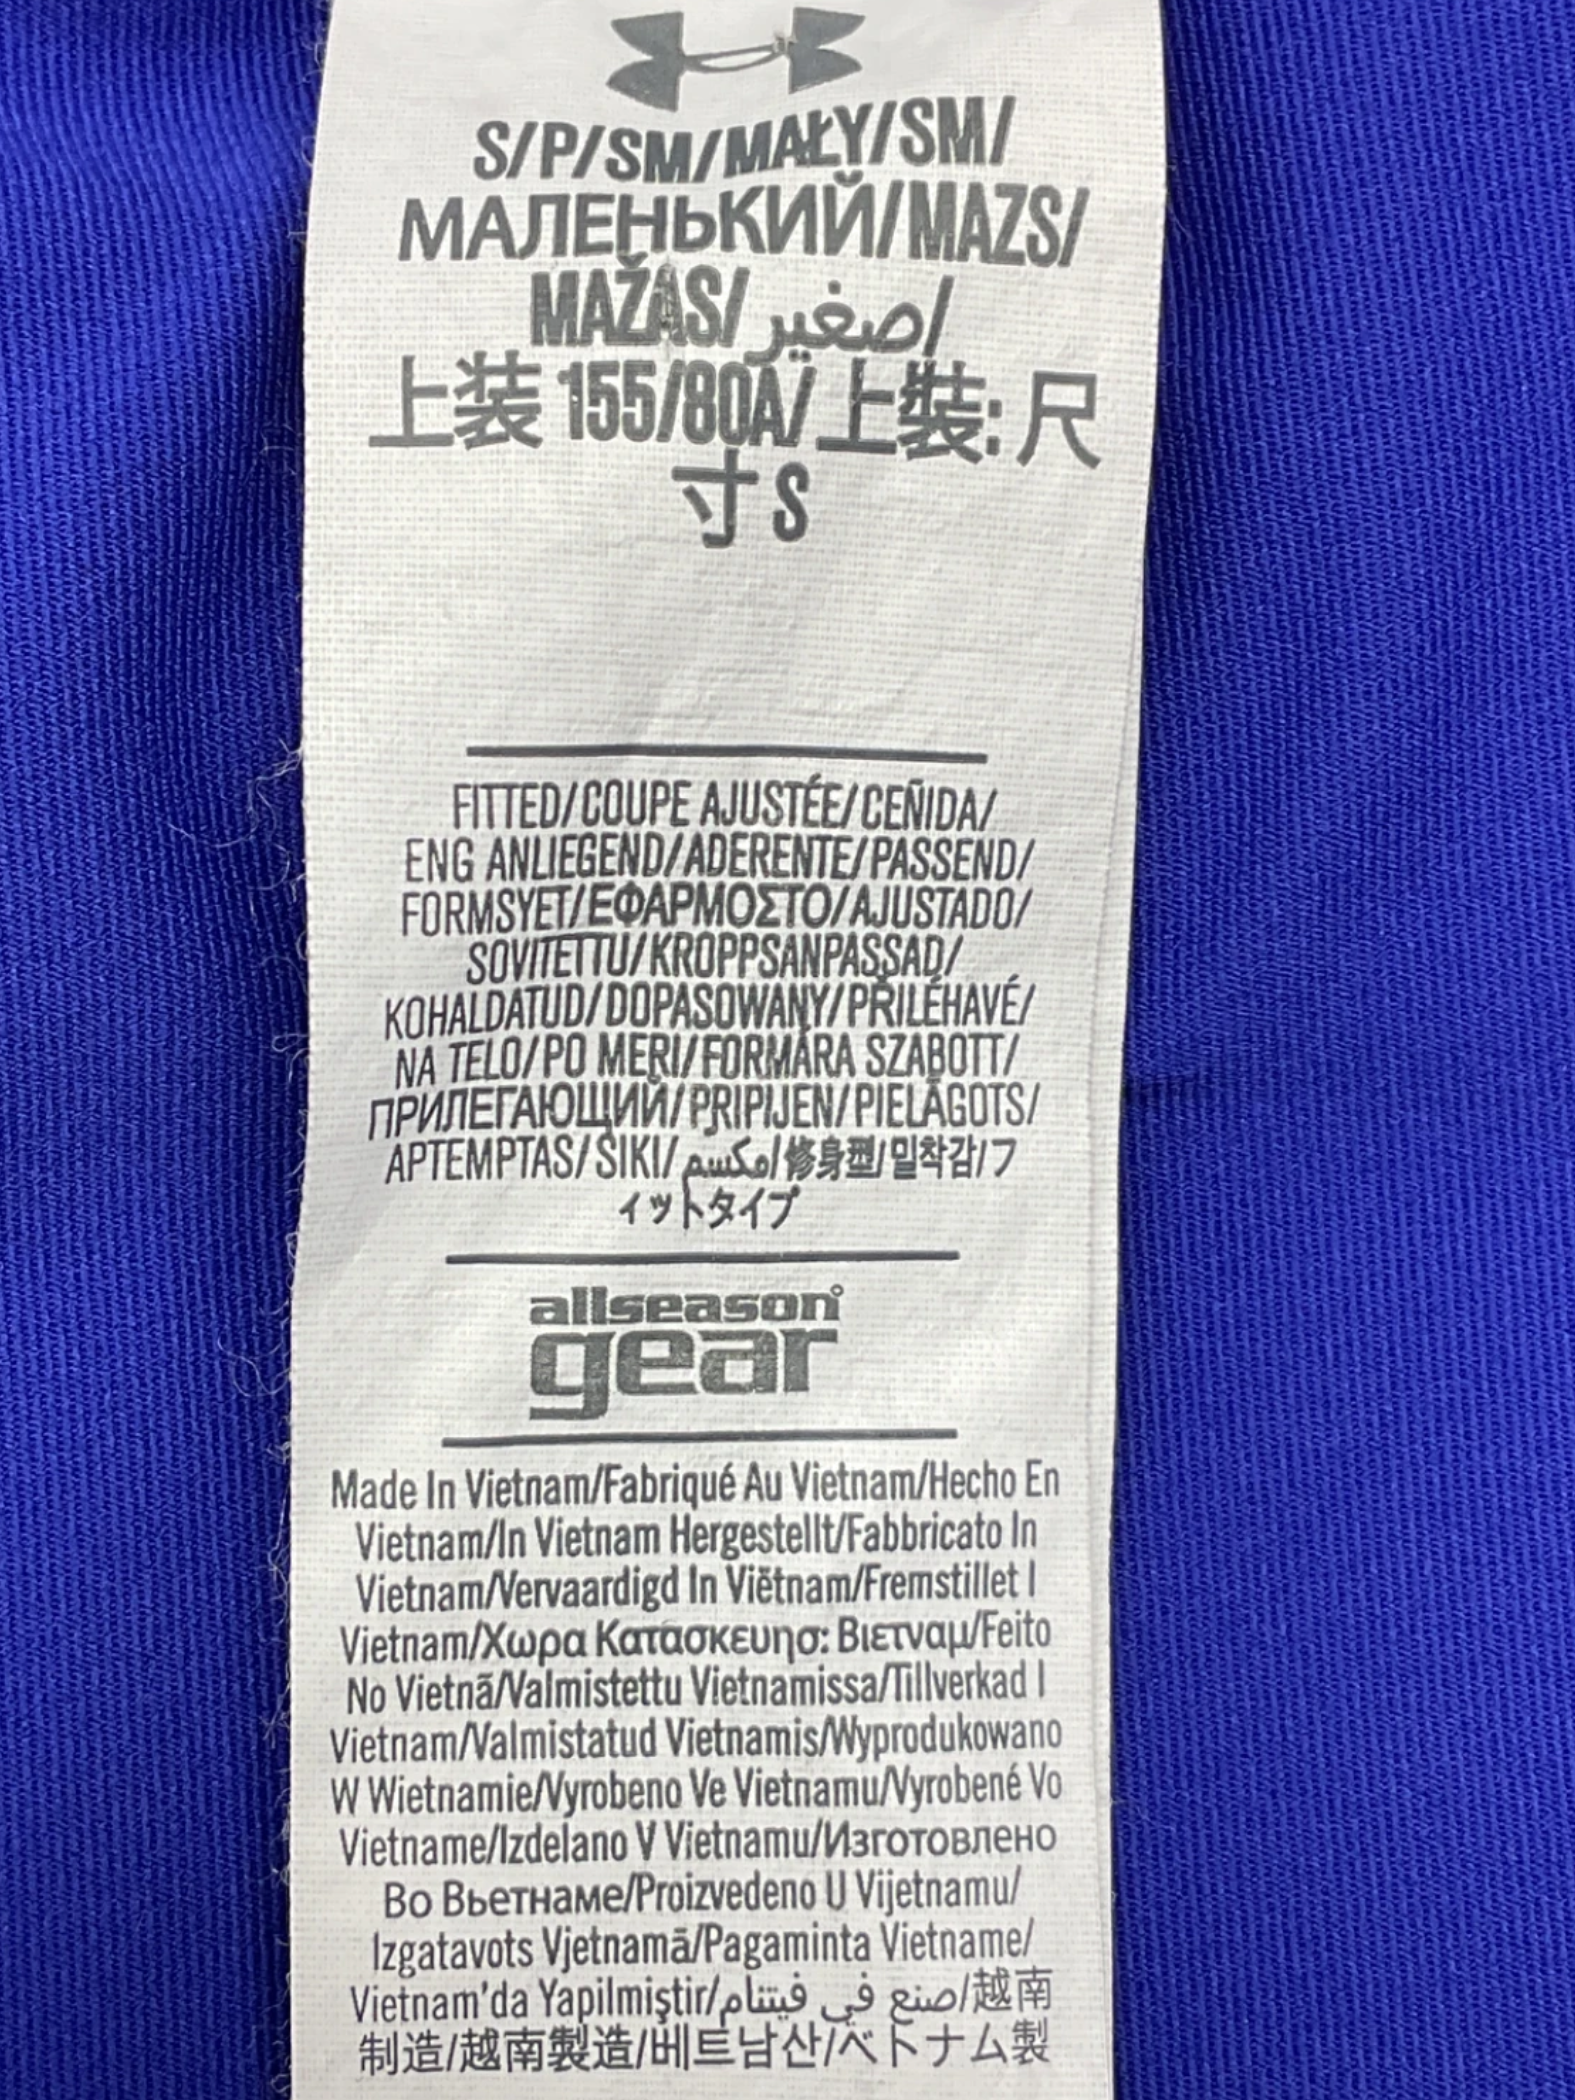 S/P/SM/MAŁY/SM/
МАЛЕНЬКИЙ/MAZS/
MAŽAS/صغير/
上装 155/80A/上裝:尺
寸 S
FITTED/COUPE AJUSTÉE/CEÑIDA/
ENG ANLIEGEND/ADERENTE/PASSEND/
FORMSYET/ΕΦΑΡΜΟΣΤΟ/AJUSTADO/
SOVITETTU/KROPPSANPASSAD/
KOHALDATUD/DOPASOWANY/PŘILÉHAVÉ/
NA TELO/PO MERI/FORMÁRA SZABOTT/
ПРИЛЕГАЮЩИЙ/PRIPIJEN/PIELĀGOTS/
APTEMPTAS/SIKI/مكسم/修身型/밀착감/フ
ィットタイプ
allseason
gear
Made In Vietnam/Fabriqué Au Vietnam/Hecho En
Vietnam/In Vietnam Hergestellt/Fabbricato In
Vietnam/Vervaardigd In Viëtnam/Fremstillet I
Vietnam/Χωρα Κατασκευησ: Βιετναμ/Feito
No Vietnã/Valmistettu Vietnamissa/Tillverkad I
Vietnam/Valmistatud Vietnamis/Wyprodukowano
W Wietnamie/Vyrobeno Ve Vietnamu/Vyrobené Vo
Vietname/Izdelano V Vietnamu/Изготовлено
Во Вьетнаме/Proizvedeno U Vijetnamu/
Izgatavots Vjetnamā/Pagaminta Vietname/
Vietnam'da Yapilmiştir/صنع في فيتنام/越南
制造/越南製造/베트남산/ベトナム製